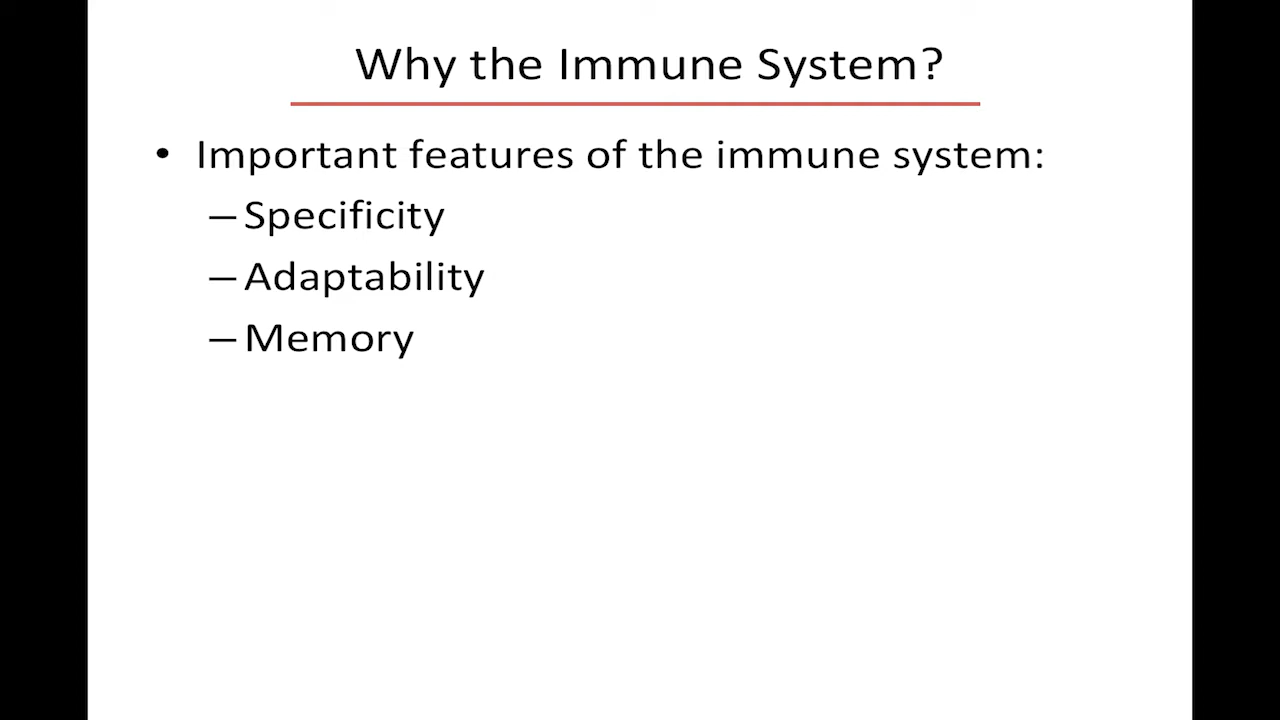 Why the Immune System?
• Important features of the immune system:
– Specificity
– Adaptability
– Memory